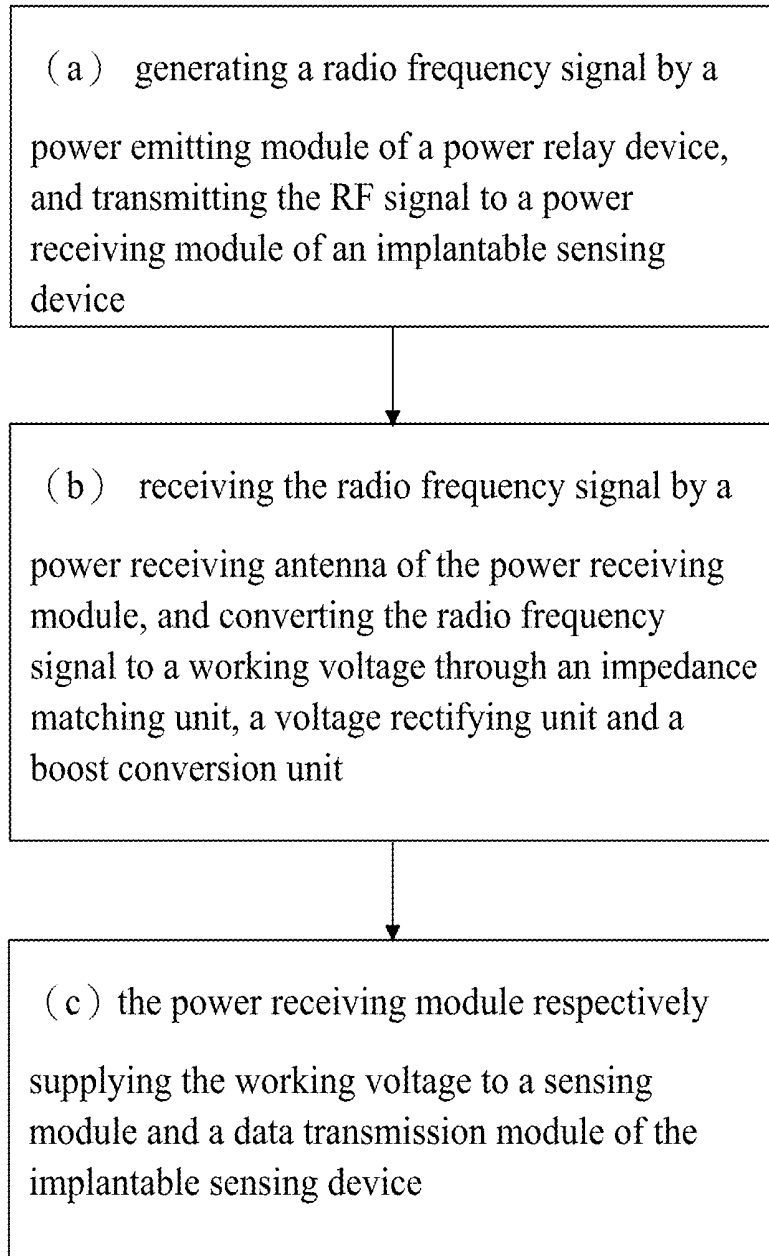 （a） generating a radio frequency signal by a
power emitting module of a power relay device,
and transmitting the RF signal to a power
receiving module of an implantable sensing
device
（b） receiving the radio frequency signal by a
power receiving antenna of the power receiving
module, and converting the radio frequency
signal to a working voltage through an impedance
matching unit, a voltage rectifying unit and a
boost conversion unit
（c）the power receiving module respectively
supplying the working voltage to a sensing
module and a data transmission module of the
implantable sensing device